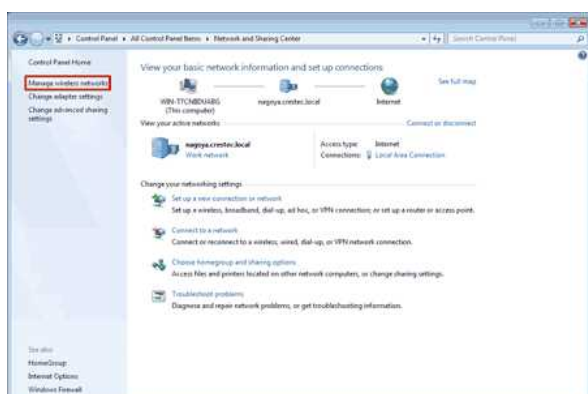 Control Panel ▸ All Control Panel Items ▸ Network and Sharing Center
Search Control Panel
Control Panel Home
Manage wireless networks
Change adapter settings
Change advanced sharing
settings
View your basic network information and set up connections
See full map
(This computer)
nagoya.crestec.local
Internet
View your active networks
Connect or disconnect
nagoya.crestec.local
Work network
Access type: Internet
Connections: Local Area Connection
Change your networking settings
Set up a new connection or network
Set up a wireless, broadband, dial-up, ad hoc, or VPN connection; or set up a router or access point.
Connect to a network
Connect or reconnect to a wireless, wired, dial-up, or VPN network connection.
Choose homegroup and sharing options
Access files and printers located on other network computers, or change sharing settings.
Troubleshoot problems
Diagnose and repair network problems, or get troubleshooting information.
See also
HomeGroup
Internet Options
Windows Firewall